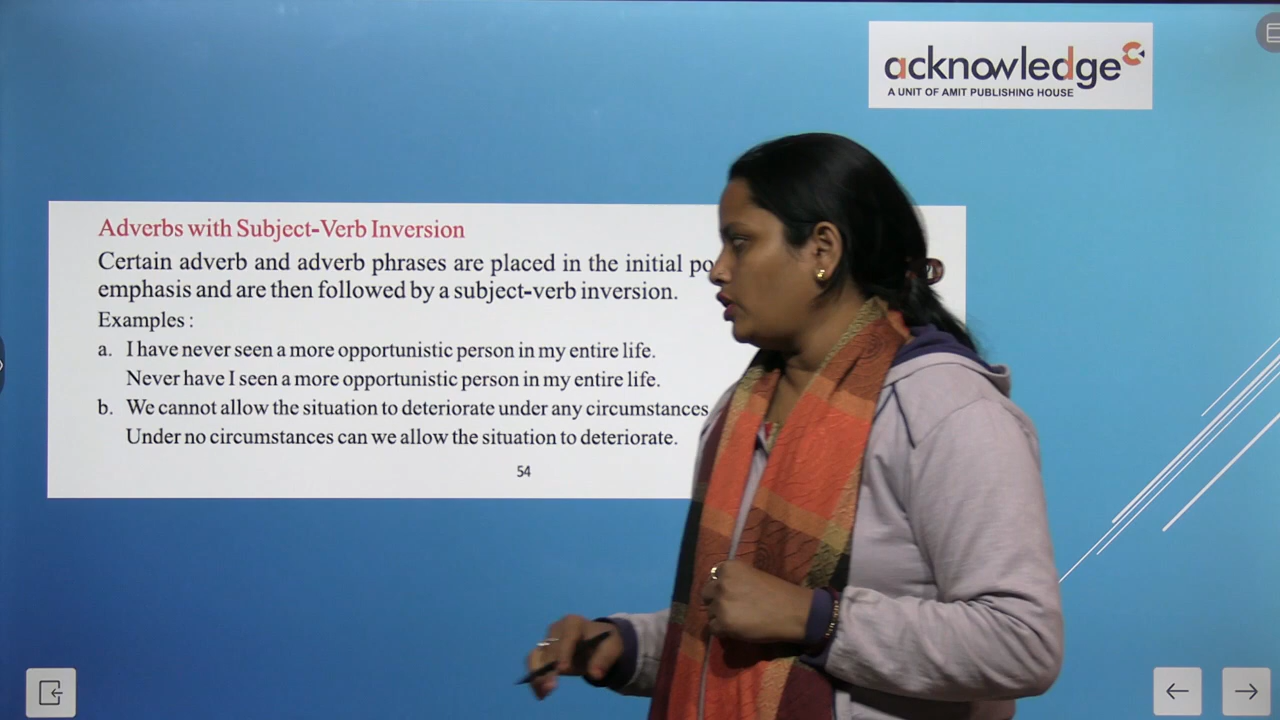 acknowledge
A UNIT OF AMIT PUBLISHING HOUSE
Adverbs with Subject-Verb Inversion
Certain adverb and adverb phrases are placed in the initial
emphasis and are then followed by a subject-verb inversion.
Examples :
a. I have never seen a more opportunistic person in my entire life.
Never have I seen a more opportunistic person in my entire life.
b. We cannot allow the situation to deteriorate under any circumstances
Under no circumstances can we allow the situation to deteriorate.
54